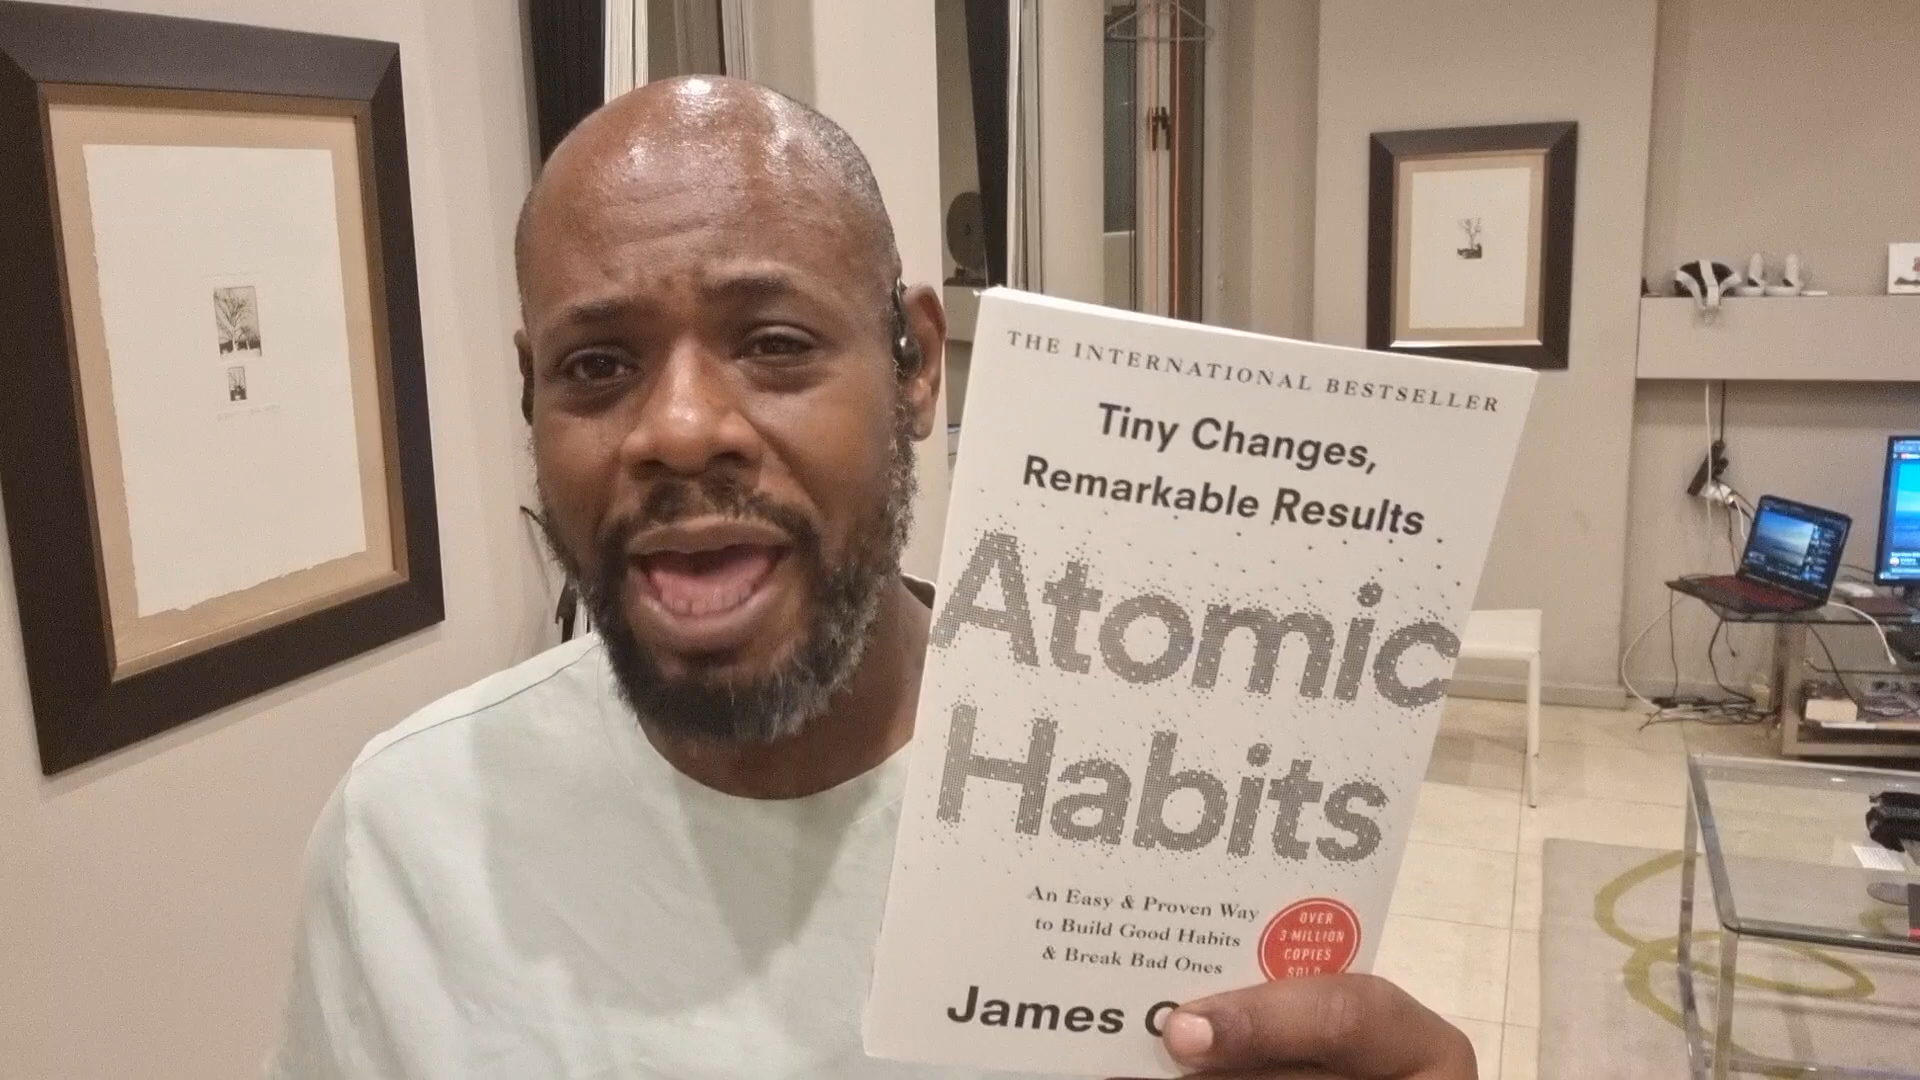 THE INTERNATIONAL BESTSELLER
Tiny Changes,
Remarkable Results
Atomic
Habits
An Easy & Proven Way
to Build Good Habits
& Break Bad Ones
OVER
3 MILLION
COPIES
SOLD
James